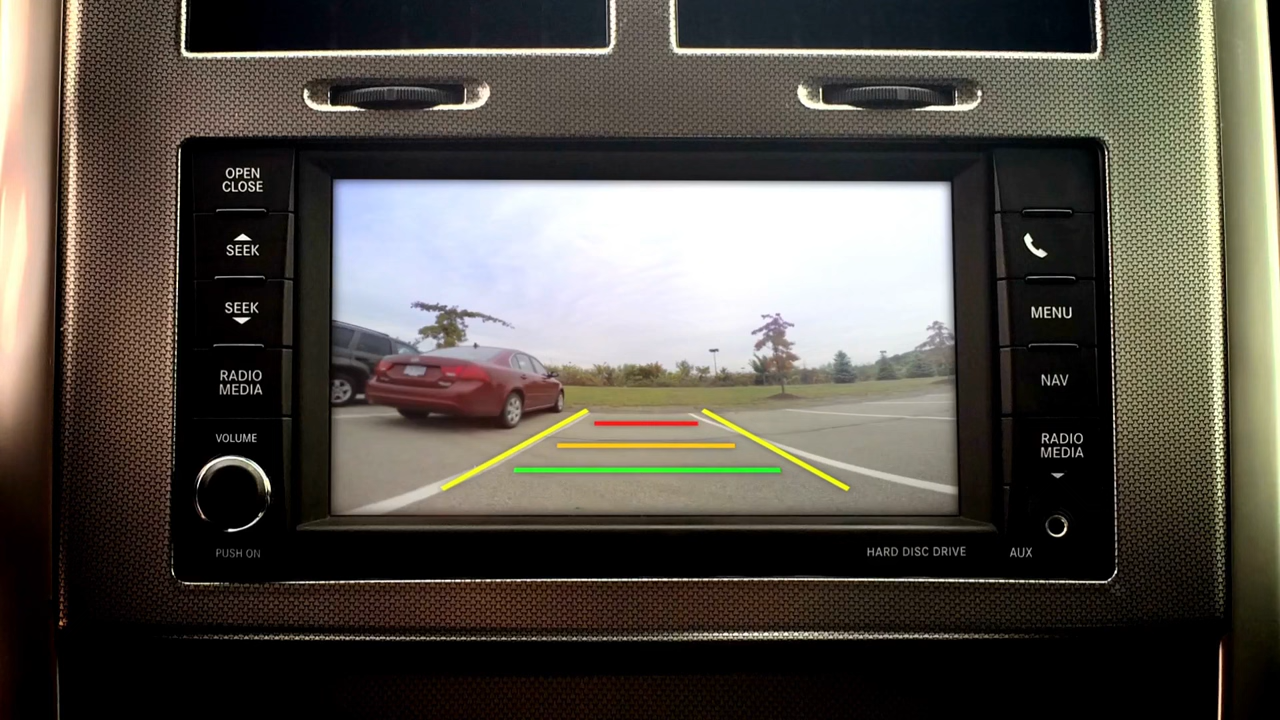 OPEN
CLOSE
SEEK
SEEK
RADIO
MEDIA
VOLUME
PUSH ON
MENU
NAV
RADIO
MEDIA
HARD DISC DRIVE
AUX